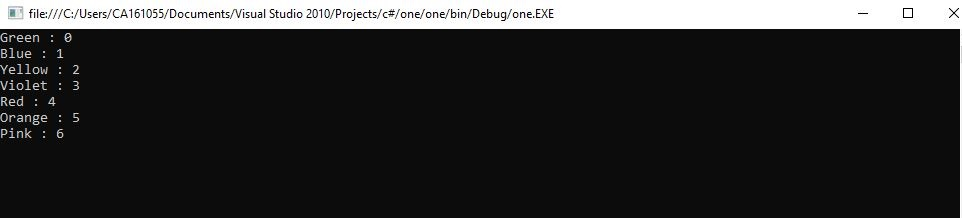 file:///C:/Users/CA161055/Documents/Visual Studio 2010/Projects/c#/one/one/bin/Debug/one.EXE
Green : 0
Blue : 1
Yellow : 2
Violet : 3
Red : 4
Orange : 5
Pink : 6